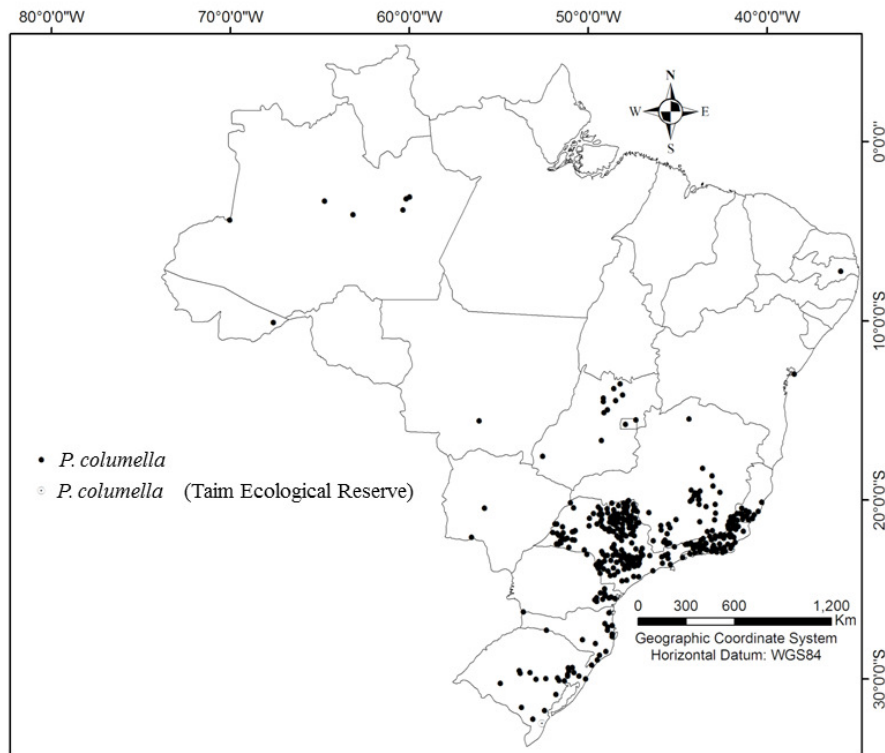 80°0'0"W 70°0'0"W 60°0'0"W 50°0'0"W 40°0'0"W
N
W E
S
0°0'0"
10°0'0"S
P. columella
P. columella (Taim Ecological Reserve)
20°0'0"S
0 300 600 1,200
Km
Geographic Coordinate System
Horizontal Datum: WGS84
30°0'0"S